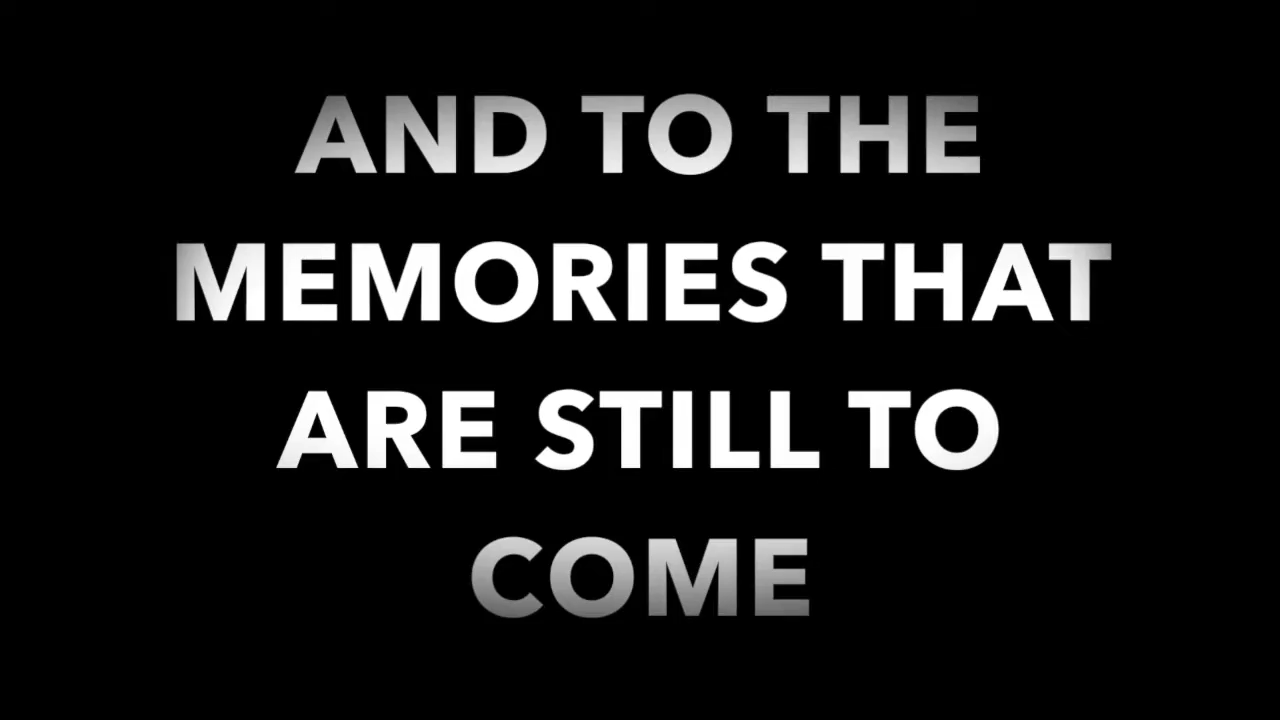 AND TO THE
MEMORIES THAT
ARE STILL TO
COME